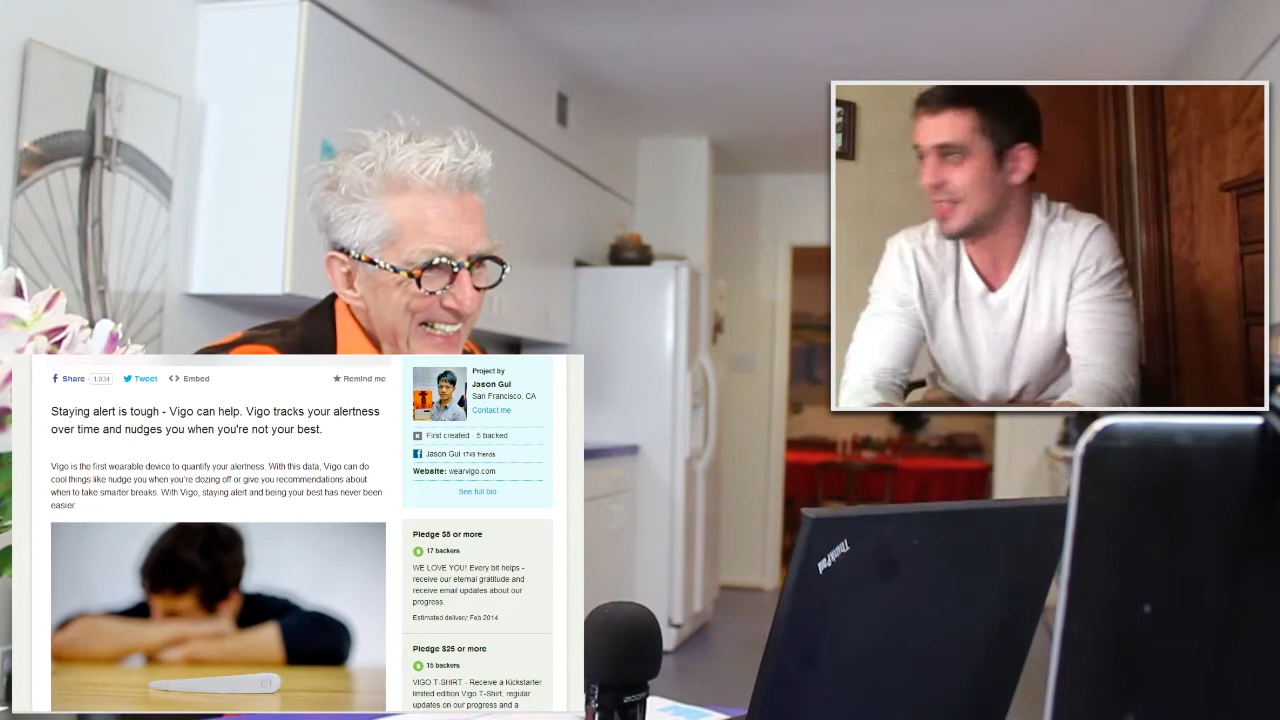 Share 1,034 Tweet Embed Remind me
Staying alert is tough - Vigo can help. Vigo tracks your alertness
over time and nudges you when you're not your best.
Vigo is the first wearable device to quantify your alertness. With this data, Vigo can do
cool things like nudge you when you're dozing off or give you recommendations about
when to take smarter breaks. With Vigo, staying alert and being your best has never been
easier.
Project by
Jason Gui
San Francisco, CA
Contact me
First created 5 backed
Jason Gui 1749 friends
Website: wearvigo.com
See full bio
Pledge $5 or more
17 backers
WE LOVE YOU! Every bit helps -
receive our eternal gratitude and
receive email updates about our
progress.
Estimated delivery: Feb 2014
Pledge $25 or more
15 backers
VIGO T-SHIRT - Receive a Kickstarter
limited edition Vigo T-Shirt, regular
updates on our progress and a
ThinkPad